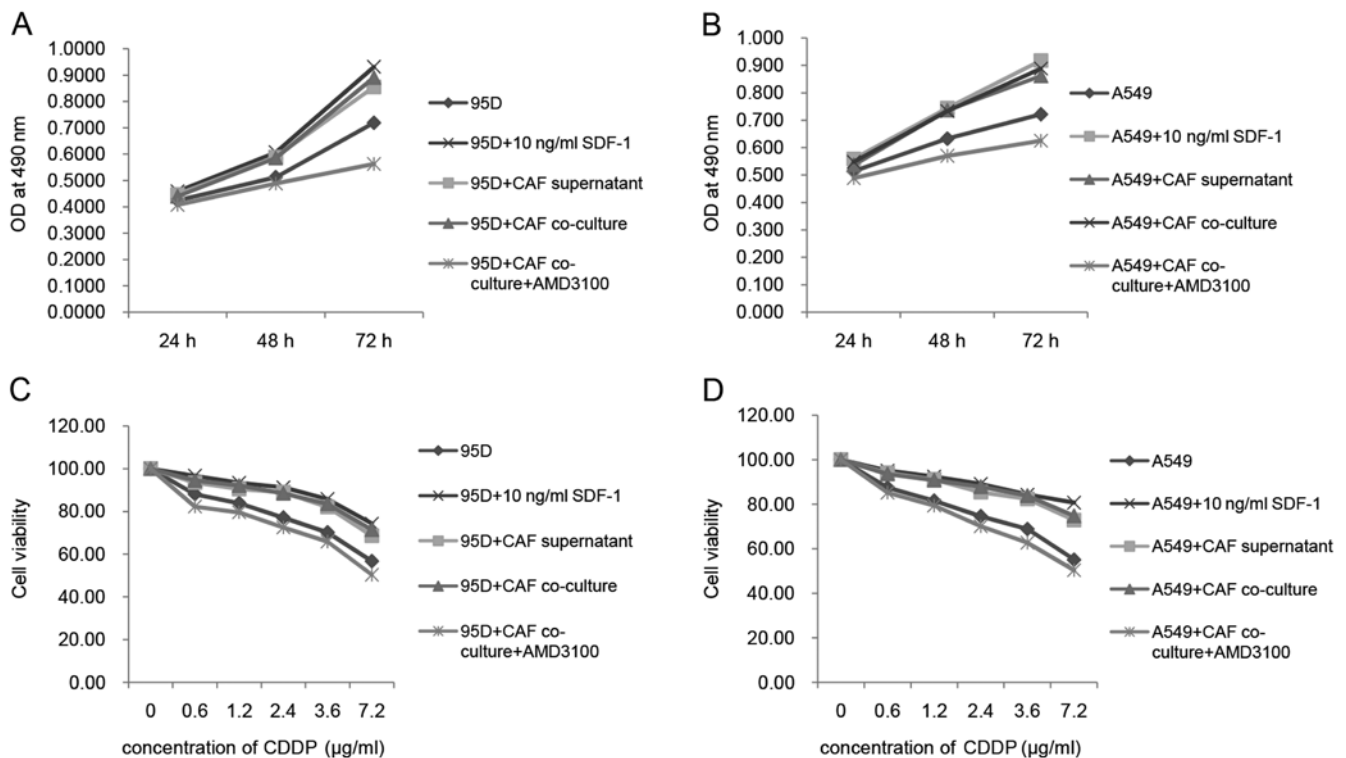 A
1.0000
0.9000
0.8000
0.7000
0.6000
0.5000
0.4000
0.3000
0.2000
0.1000
0.0000
OD at 490 nm
24 h 48 h 72 h
95D
95D+10 ng/ml SDF-1
95D+CAF supernatant
95D+CAF co-culture
95D+CAF co-
culture+AMD3100
B
1.000
0.900
0.800
0.700
0.600
0.500
0.400
0.300
0.200
0.100
0.000
OD at 490 nm
24 h 48 h 72 h
A549
A549+10 ng/ml SDF-1
A549+CAF supernatant
A549+CAF co-culture
A549+CAF co-
culture+AMD3100
C
120.00
100.00
80.00
60.00
40.00
20.00
0.00
Cell viability
0 0.6 1.2 2.4 3.6 7.2
concentration of CDDP (µg/ml)
95D
95D+10 ng/ml SDF-1
95D+CAF supernatant
95D+CAF co-culture
95D+CAF co-
culture+AMD3100
D
120.00
100.00
80.00
60.00
40.00
20.00
0.00
Cell viability
0 0.6 1.2 2.4 3.6 7.2
concentration of CDDP (µg/ml)
A549
A549+10 ng/ml SDF-1
A549+CAF supernatant
A549+CAF co-culture
A549+CAF co-
culture+AMD3100